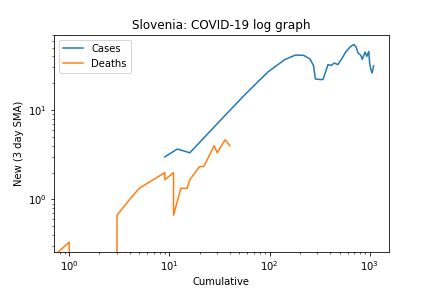 Slovenia: COVID-19 log graph
Cases
Deaths
New (3 day SMA)
10¹
10⁰
10⁰ 10¹ 10² 10³
Cumulative